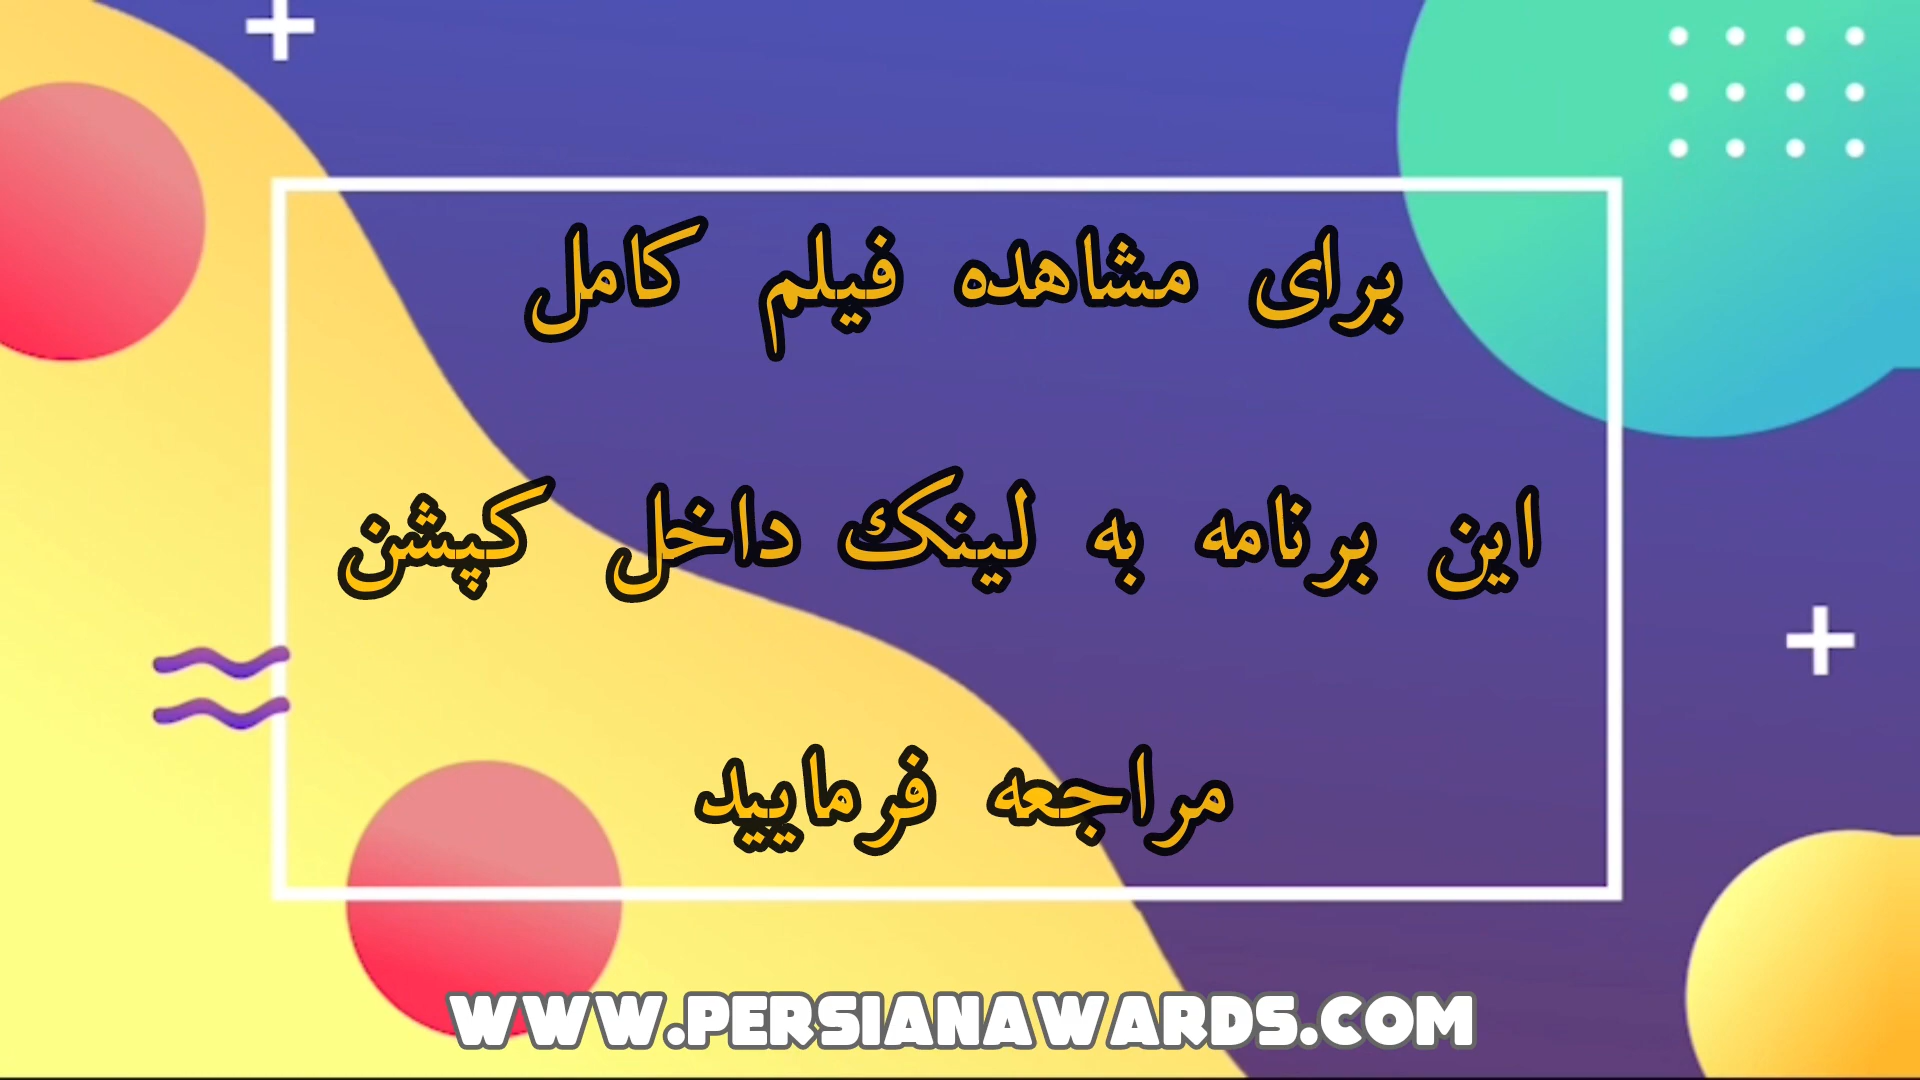 برای مشاهده فیلم کامل
این برنامه به لینک داخل کپشن
مراجعه فرمایید
WWW.PERSIANAWARDS.COM